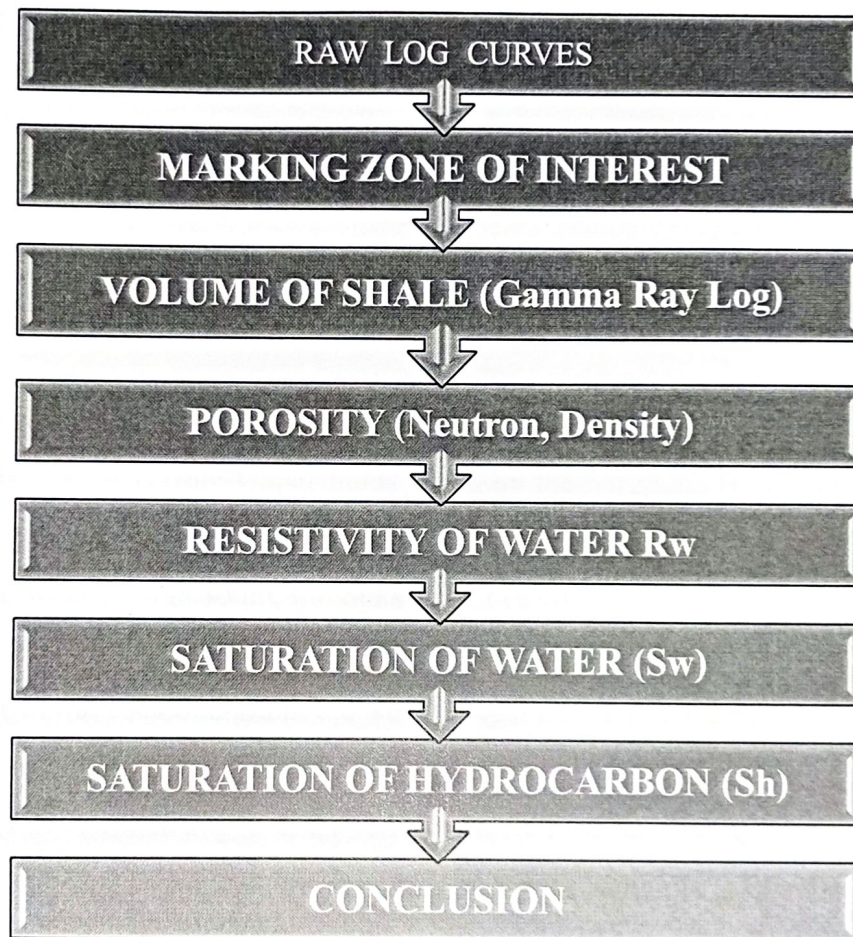 RAW LOG CURVES
MARKING ZONE OF INTEREST
VOLUME OF SHALE (Gamma Ray Log)
POROSITY (Neutron, Density)
RESISTIVITY OF WATER Rw
SATURATION OF WATER (Sw)
SATURATION OF HYDROCARBON (Sh)
CONCLUSION